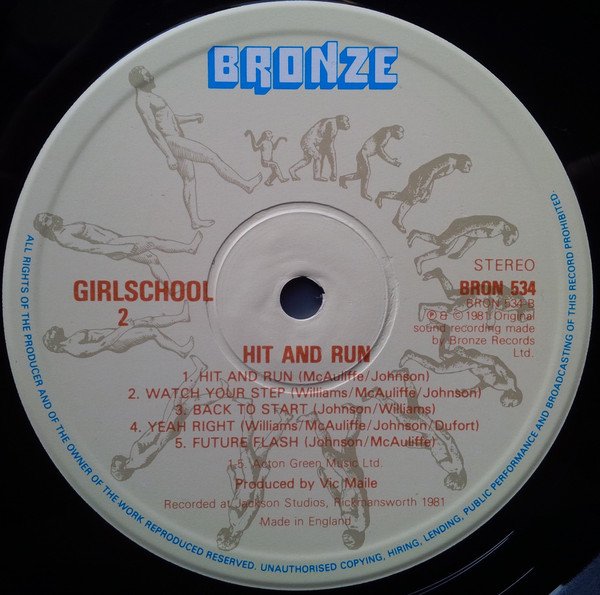 BRONZE
GIRLSCHOOL
2
STEREO
BRON 534
BRON 534 B
Ⓟ & © 1981 Original
sound recording made
by Bronze Records
Ltd.
HIT AND RUN
1. HIT AND RUN (McAuliffe/Johnson)
2. WATCH YOUR STEP (Williams/McAuliffe/Johnson)
3. BACK TO START (Johnson/Williams)
4. YEAH RIGHT (Williams/McAuliffe/Johnson/Dufort)
5. FUTURE FLASH (Johnson/McAuliffe)
1-5. Acton Green Music Ltd.
Produced by Vic Maile
Recorded at Jackson Studios, Rickmansworth 1981
Made in England
ALL RIGHTS OF THE PRODUCER AND OF THE OWNER OF THE WORK REPRODUCED RESERVED. UNAUTHORISED COPYING, HIRING, LENDING, PUBLIC PERFORMANCE AND BROADCASTING OF THIS RECORD PROHIBITED.